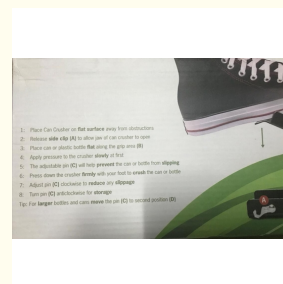 1: Place Can Crusher on flat surface away from obstructions
2: Release side clip (A) to allow jaw of can crusher to open
3: Place can or plastic bottle flat along the grip area (B)
4: Apply pressure to the crusher slowly at first
5: The adjustable pin (C) will help prevent the can or bottle from slipping
6: Press down the crusher firmly with your foot to crush the can or bottle
7: Adjust pin (C) clockwise to reduce any slippage
8: Turn pin (C) anticlockwise for storage
Tip: For larger bottles and cans move the pin (C) to second position (D)
A